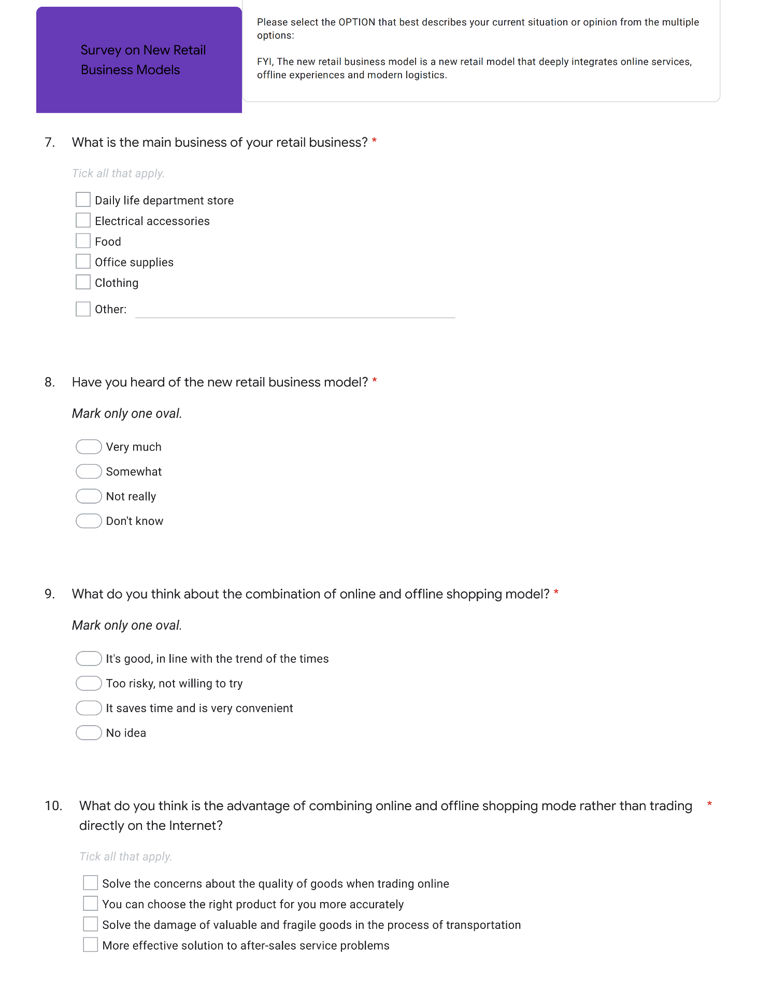 Survey on New Retail
Business Models
Please select the OPTION that best describes your current situation or opinion from the multiple
options:
FYI, The new retail business model is a new retail model that deeply integrates online services,
offline experiences and modern logistics.
7. What is the main business of your retail business? *
Tick all that apply.
Daily life department store
Electrical accessories
Food
Office supplies
Clothing
Other:
8. Have you heard of the new retail business model? *
Mark only one oval.
Very much
Somewhat
Not really
Don't know
9. What do you think about the combination of online and offline shopping model? *
Mark only one oval.
It's good, in line with the trend of the times
Too risky, not willing to try
It saves time and is very convenient
No idea
10. What do you think is the advantage of combining online and offline shopping mode rather than trading *
directly on the Internet?
Tick all that apply.
Solve the concerns about the quality of goods when trading online
You can choose the right product for you more accurately
Solve the damage of valuable and fragile goods in the process of transportation
More effective solution to after-sales service problems